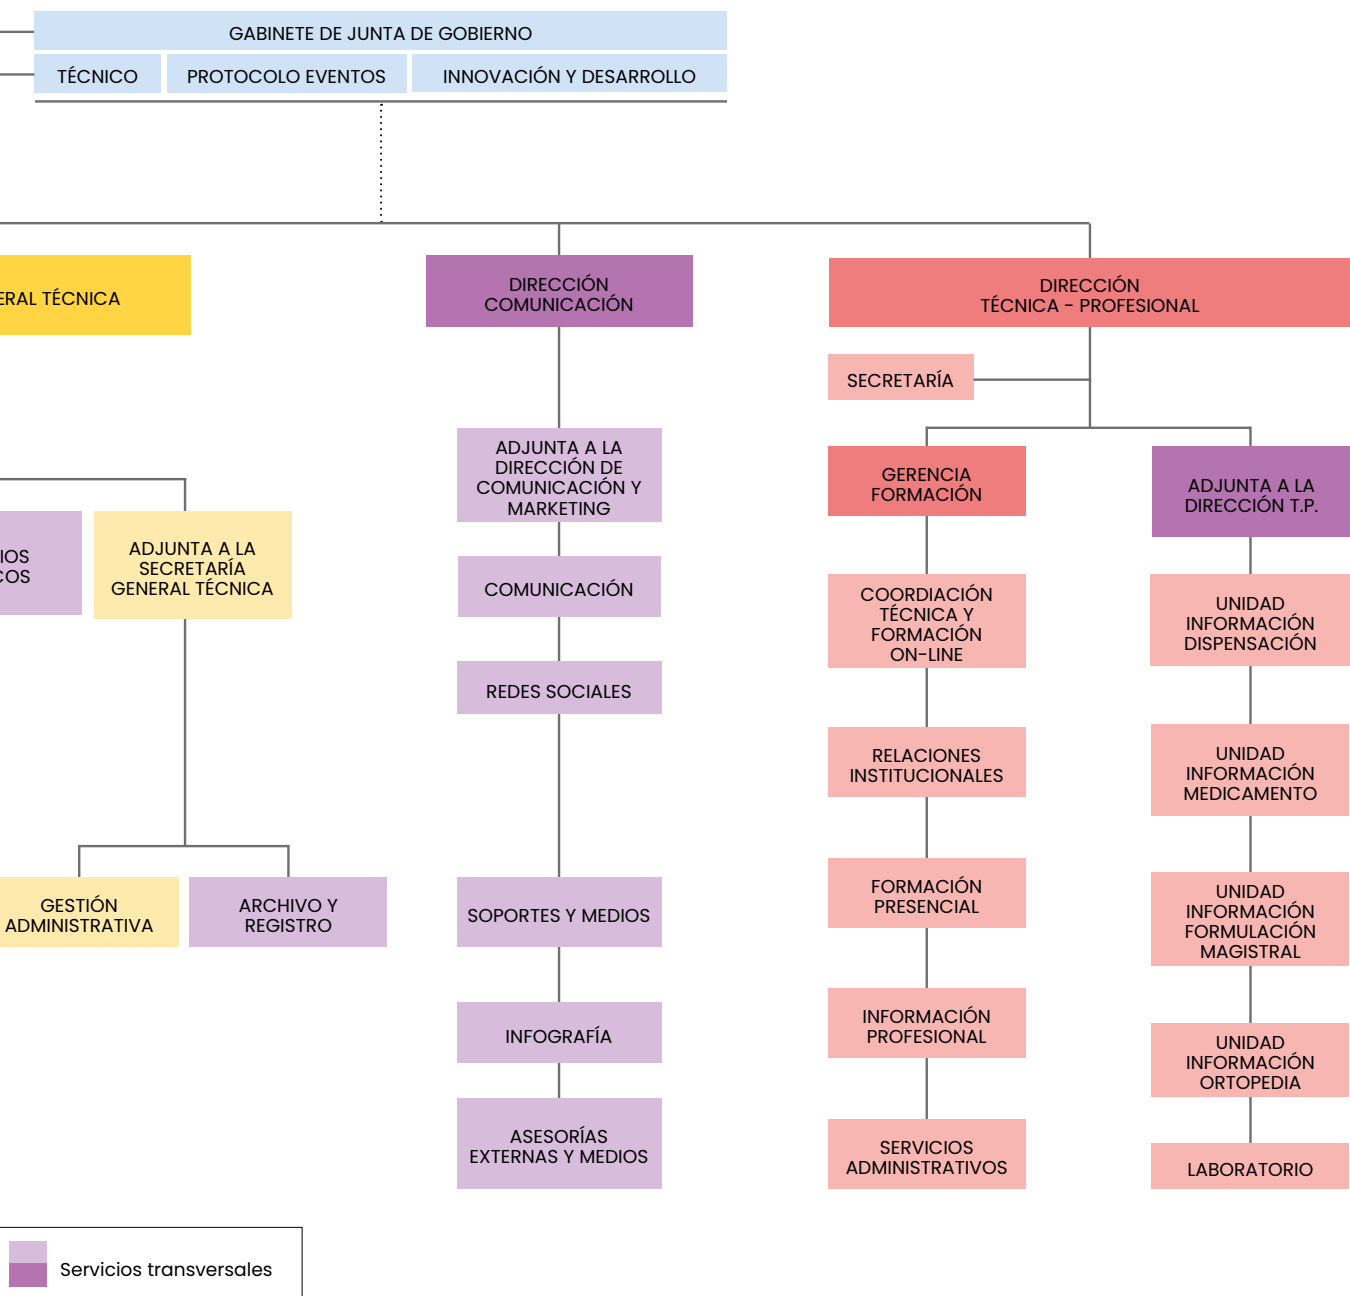 GABINETE DE JUNTA DE GOBIERNO
TÉCNICO
PROTOCOLO EVENTOS
INNOVACIÓN Y DESARROLLO
ERAL TÉCNICA
DIRECCIÓN
COMUNICACIÓN
DIRECCIÓN
TÉCNICA - PROFESIONAL
SECRETARÍA
IOS
COS
ADJUNTA A LA
SECRETARÍA
GENERAL TÉCNICA
GESTIÓN
ADMINISTRATIVA
ARCHIVO Y
REGISTRO
ADJUNTA A LA
DIRECCIÓN DE
COMUNICACIÓN Y
MARKETING
COMUNICACIÓN
REDES SOCIALES
SOPORTES Y MEDIOS
INFOGRAFÍA
ASESORÍAS
EXTERNAS Y MEDIOS
GERENCIA
FORMACIÓN
COORDIACIÓN
TÉCNICA Y
FORMACIÓN
ON-LINE
RELACIONES
INSTITUCIONALES
FORMACIÓN
PRESENCIAL
INFORMACIÓN
PROFESIONAL
SERVICIOS
ADMINISTRATIVOS
ADJUNTA A LA
DIRECCIÓN T.P.
UNIDAD
INFORMACIÓN
DISPENSACIÓN
UNIDAD
INFORMACIÓN
MEDICAMENTO
UNIDAD
INFORMACIÓN
FORMULACIÓN
MAGISTRAL
UNIDAD
INFORMACIÓN
ORTOPEDIA
LABORATORIO
Servicios transversales